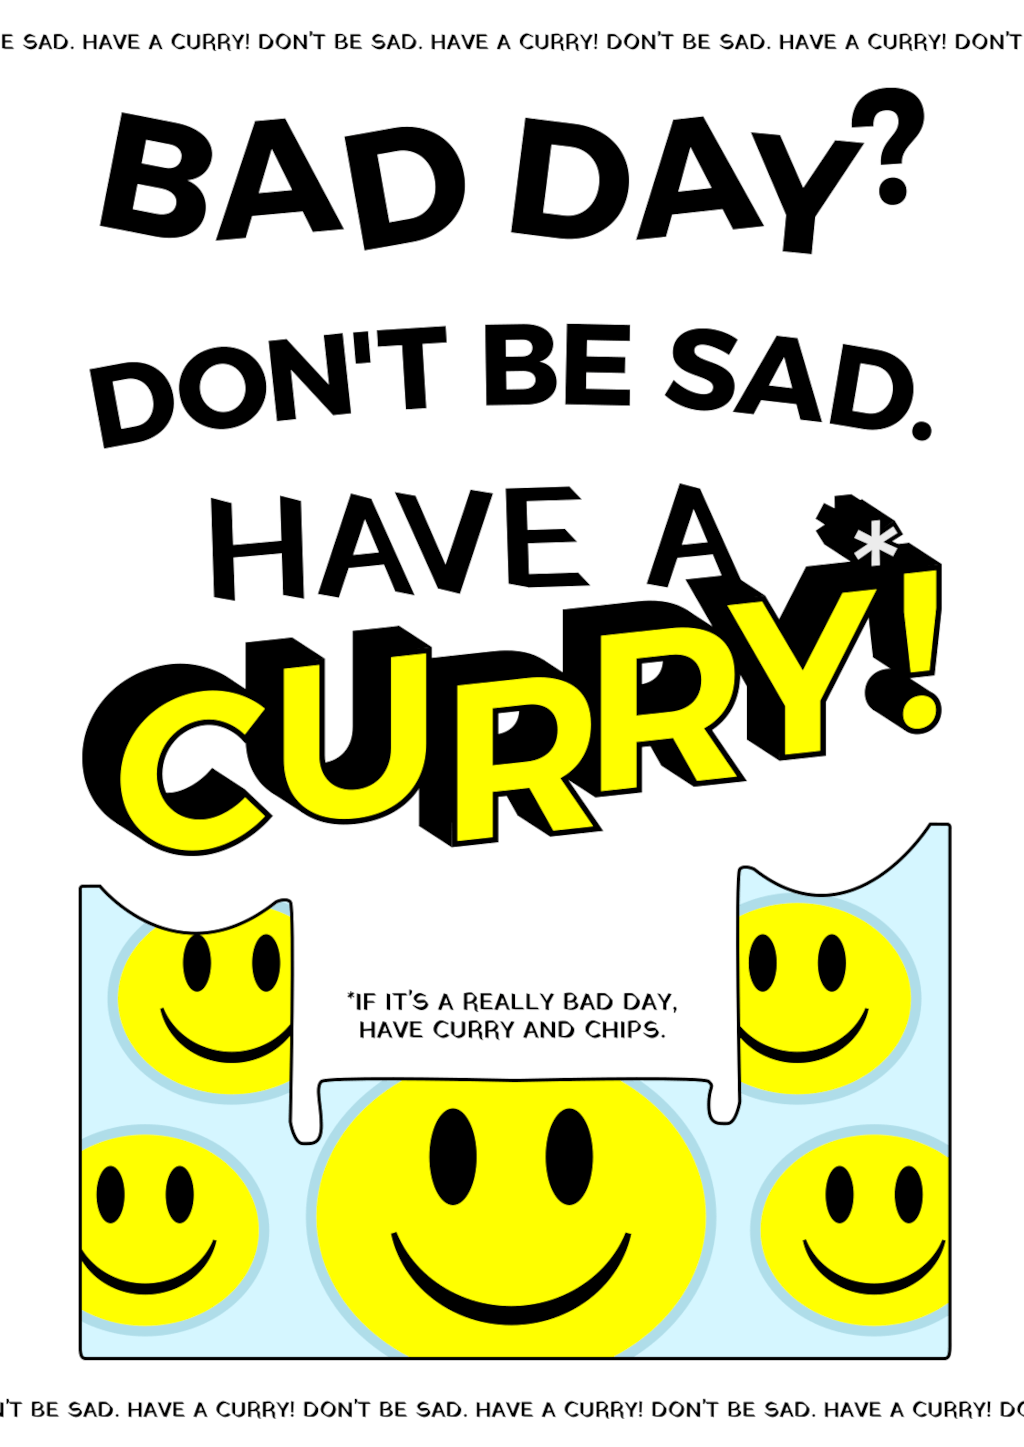 E SAD. HAVE A CURRY! DON'T BE SAD. HAVE A CURRY! DON'T BE SAD. HAVE A CURRY! DON'T
BAD DAY?
DON'T BE SAD.
HAVE A
CURRY!*
*IF IT'S A REALLY BAD DAY,
HAVE CURRY AND CHIPS.
N'T BE SAD. HAVE A CURRY! DON'T BE SAD. HAVE A CURRY! DON'T BE SAD. HAVE A CURRY! DO